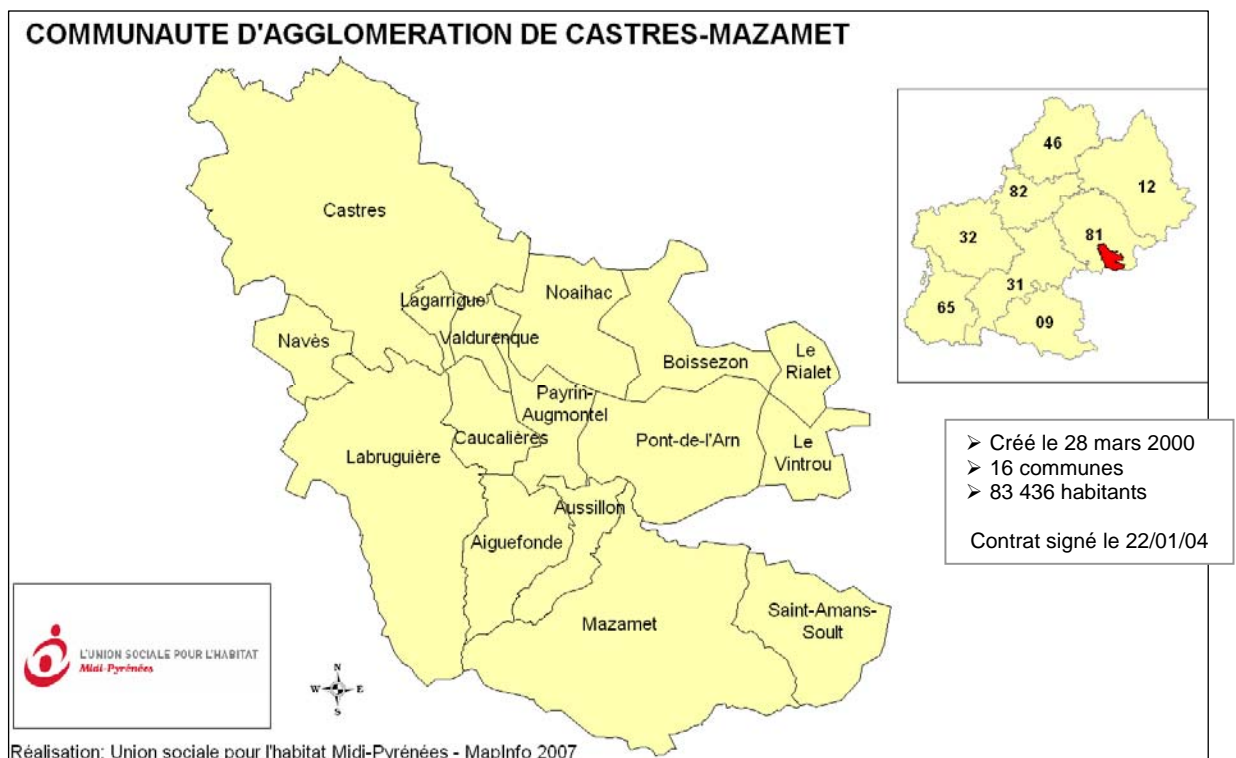 COMMUNAUTE D'AGGLOMERATION DE CASTRES-MAZAMET
46
12
82
32
81
31
65
09
Castres
Lagarrigue
Noailhac
Navès
Valdurenque
Boissezon
Le
Rialet
Payrin-
Augmontel
Caucalières
Pont-de-l'Arn
Le
Vintrou
Labruguière
Aussillon
Aiguefonde
Mazamet
Saint-Amans-
Soult
➢ Créé le 28 mars 2000
➢ 16 communes
➢ 83 436 habitants
Contrat signé le 22/01/04
L'UNION SOCIALE POUR L'HABITAT
Midi-Pyrénées
N
W E
S
Réalisation: Union sociale pour l'habitat Midi-Pyrénées - MapInfo 2007